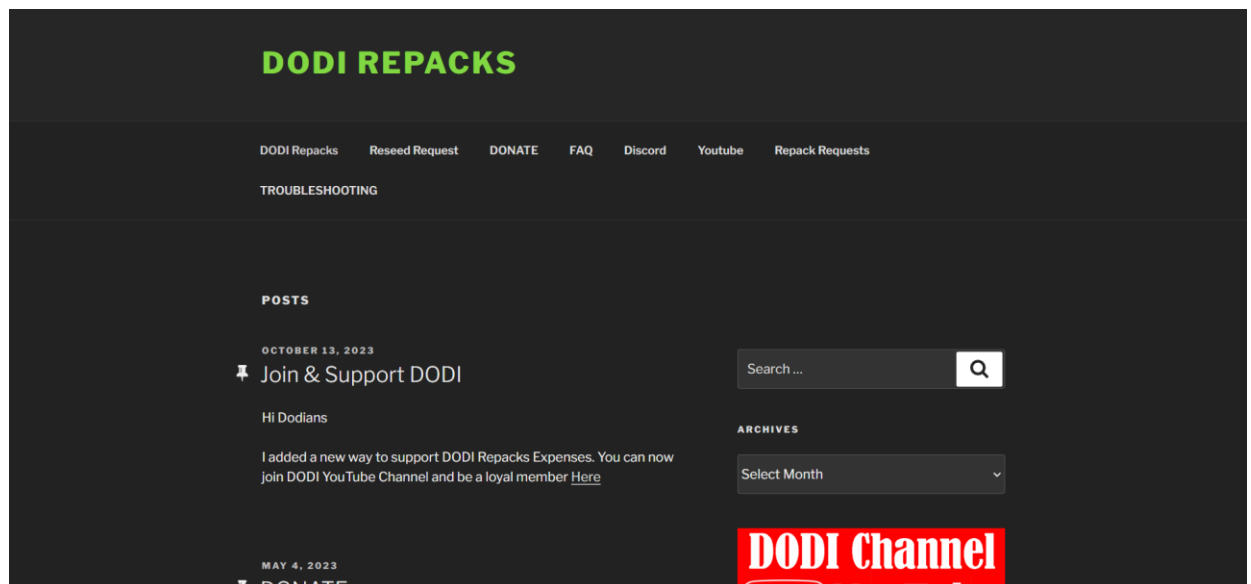 DODI REPACKS
DODI Repacks Reseed Request DONATE FAQ Discord Youtube Repack Requests
TROUBLESHOOTING
POSTS
OCTOBER 13, 2023
Join & Support DODI
Hi Dodians
I added a new way to support DODI Repacks Expenses. You can now
join DODI YouTube Channel and be a loyal member Here
MAY 4, 2023
DONATE
Search ...
ARCHIVES
Select Month
DODI Channel